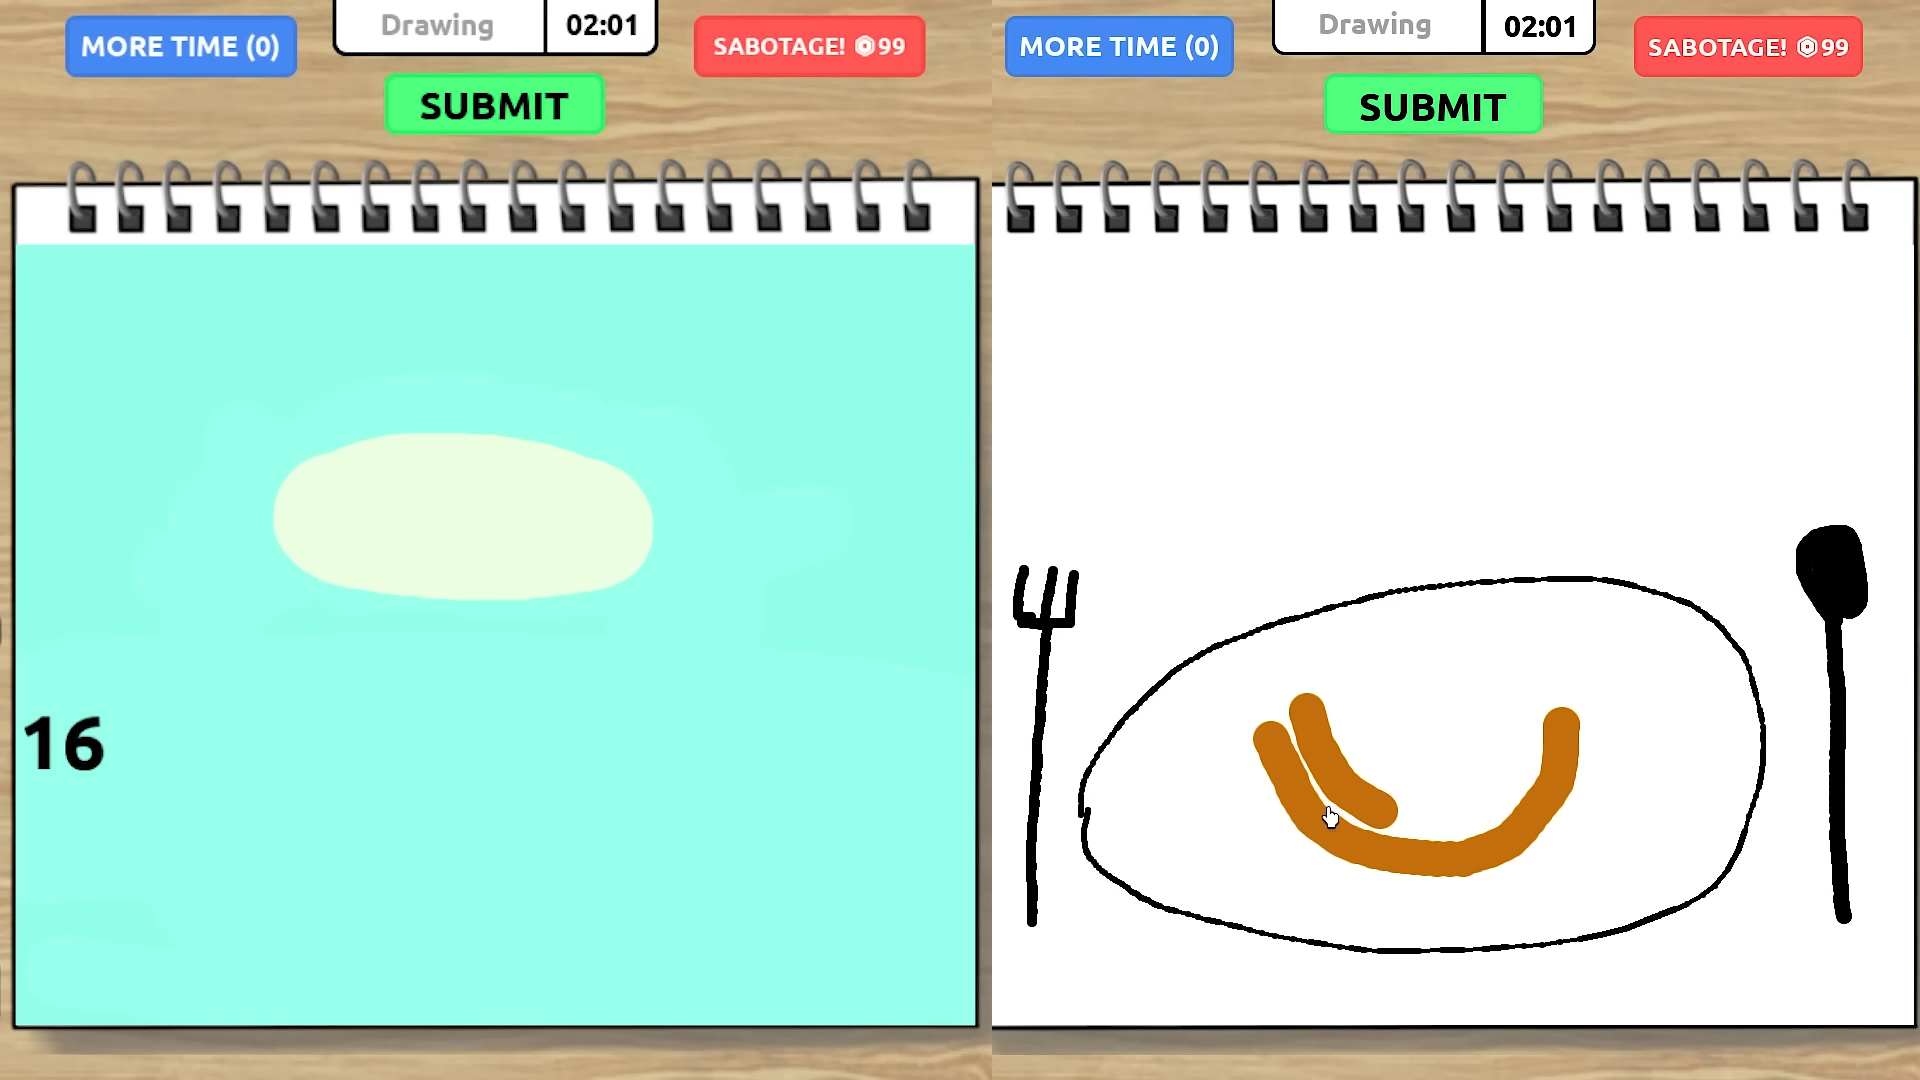 MORE TIME (0)
Drawing
02:01
SABOTAGE! 99
SUBMIT
16
MORE TIME (0)
Drawing
02:01
SABOTAGE! 99
SUBMIT